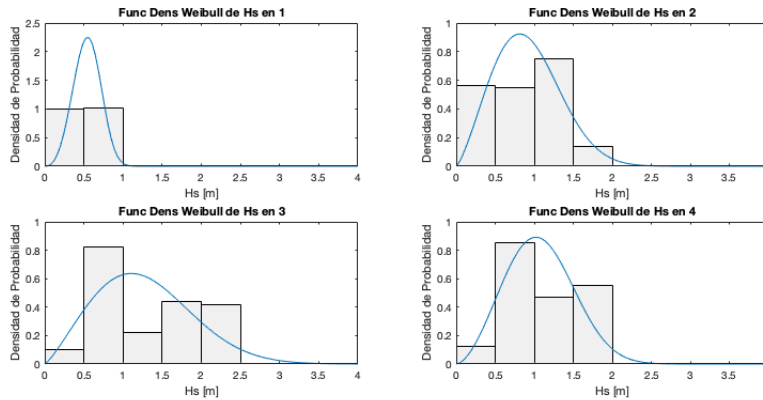 Func Dens Weibull de Hs en 1
Densidad de Probabilidad
2.5
2
1.5
1
0.5
0
0 0.5 1 1.5 2 2.5 3 3.5 4
Hs [m]
Func Dens Weibull de Hs en 2
Densidad de Probabilidad
1
0.8
0.6
0.4
0.2
0
0 0.5 1 1.5 2 2.5 3 3.5
Hs [m]
Func Dens Weibull de Hs en 3
Densidad de Probabilidad
1
0.8
0.6
0.4
0.2
0
0 0.5 1 1.5 2 2.5 3 3.5 4
Hs [m]
Func Dens Weibull de Hs en 4
Densidad de Probabilidad
1
0.8
0.6
0.4
0.2
0
0 0.5 1 1.5 2 2.5 3 3.5
Hs [m]